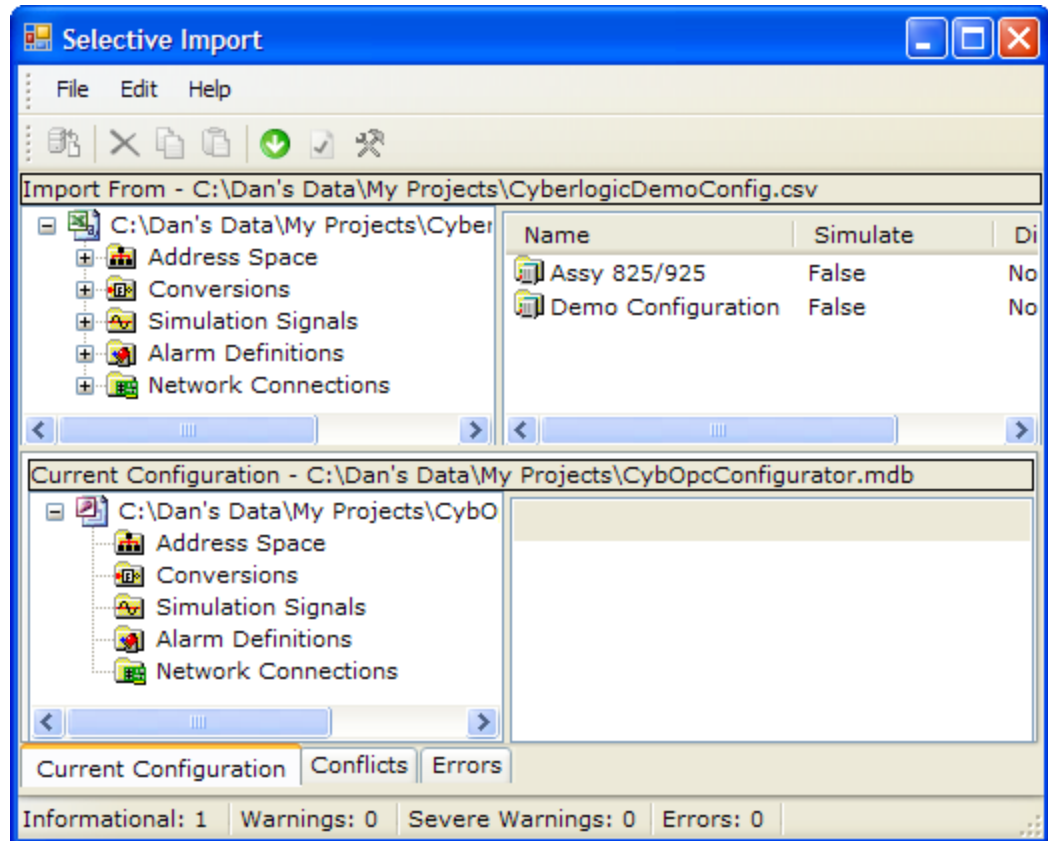 Selective Import
File Edit Help
Import From - C:\Dan's Data\My Projects\CyberlogicDemoConfig.csv
C:\Dan's Data\My Projects\Cyber
Address Space
Conversions
Simulation Signals
Alarm Definitions
Network Connections
Name Simulate Di
Assy 825/925 False No
Demo Configuration False No
Current Configuration - C:\Dan's Data\My Projects\CybOpcConfigurator.mdb
C:\Dan's Data\My Projects\CybO
Address Space
Conversions
Simulation Signals
Alarm Definitions
Network Connections
Current Configuration Conflicts Errors
Informational: 1 Warnings: 0 Severe Warnings: 0 Errors: 0